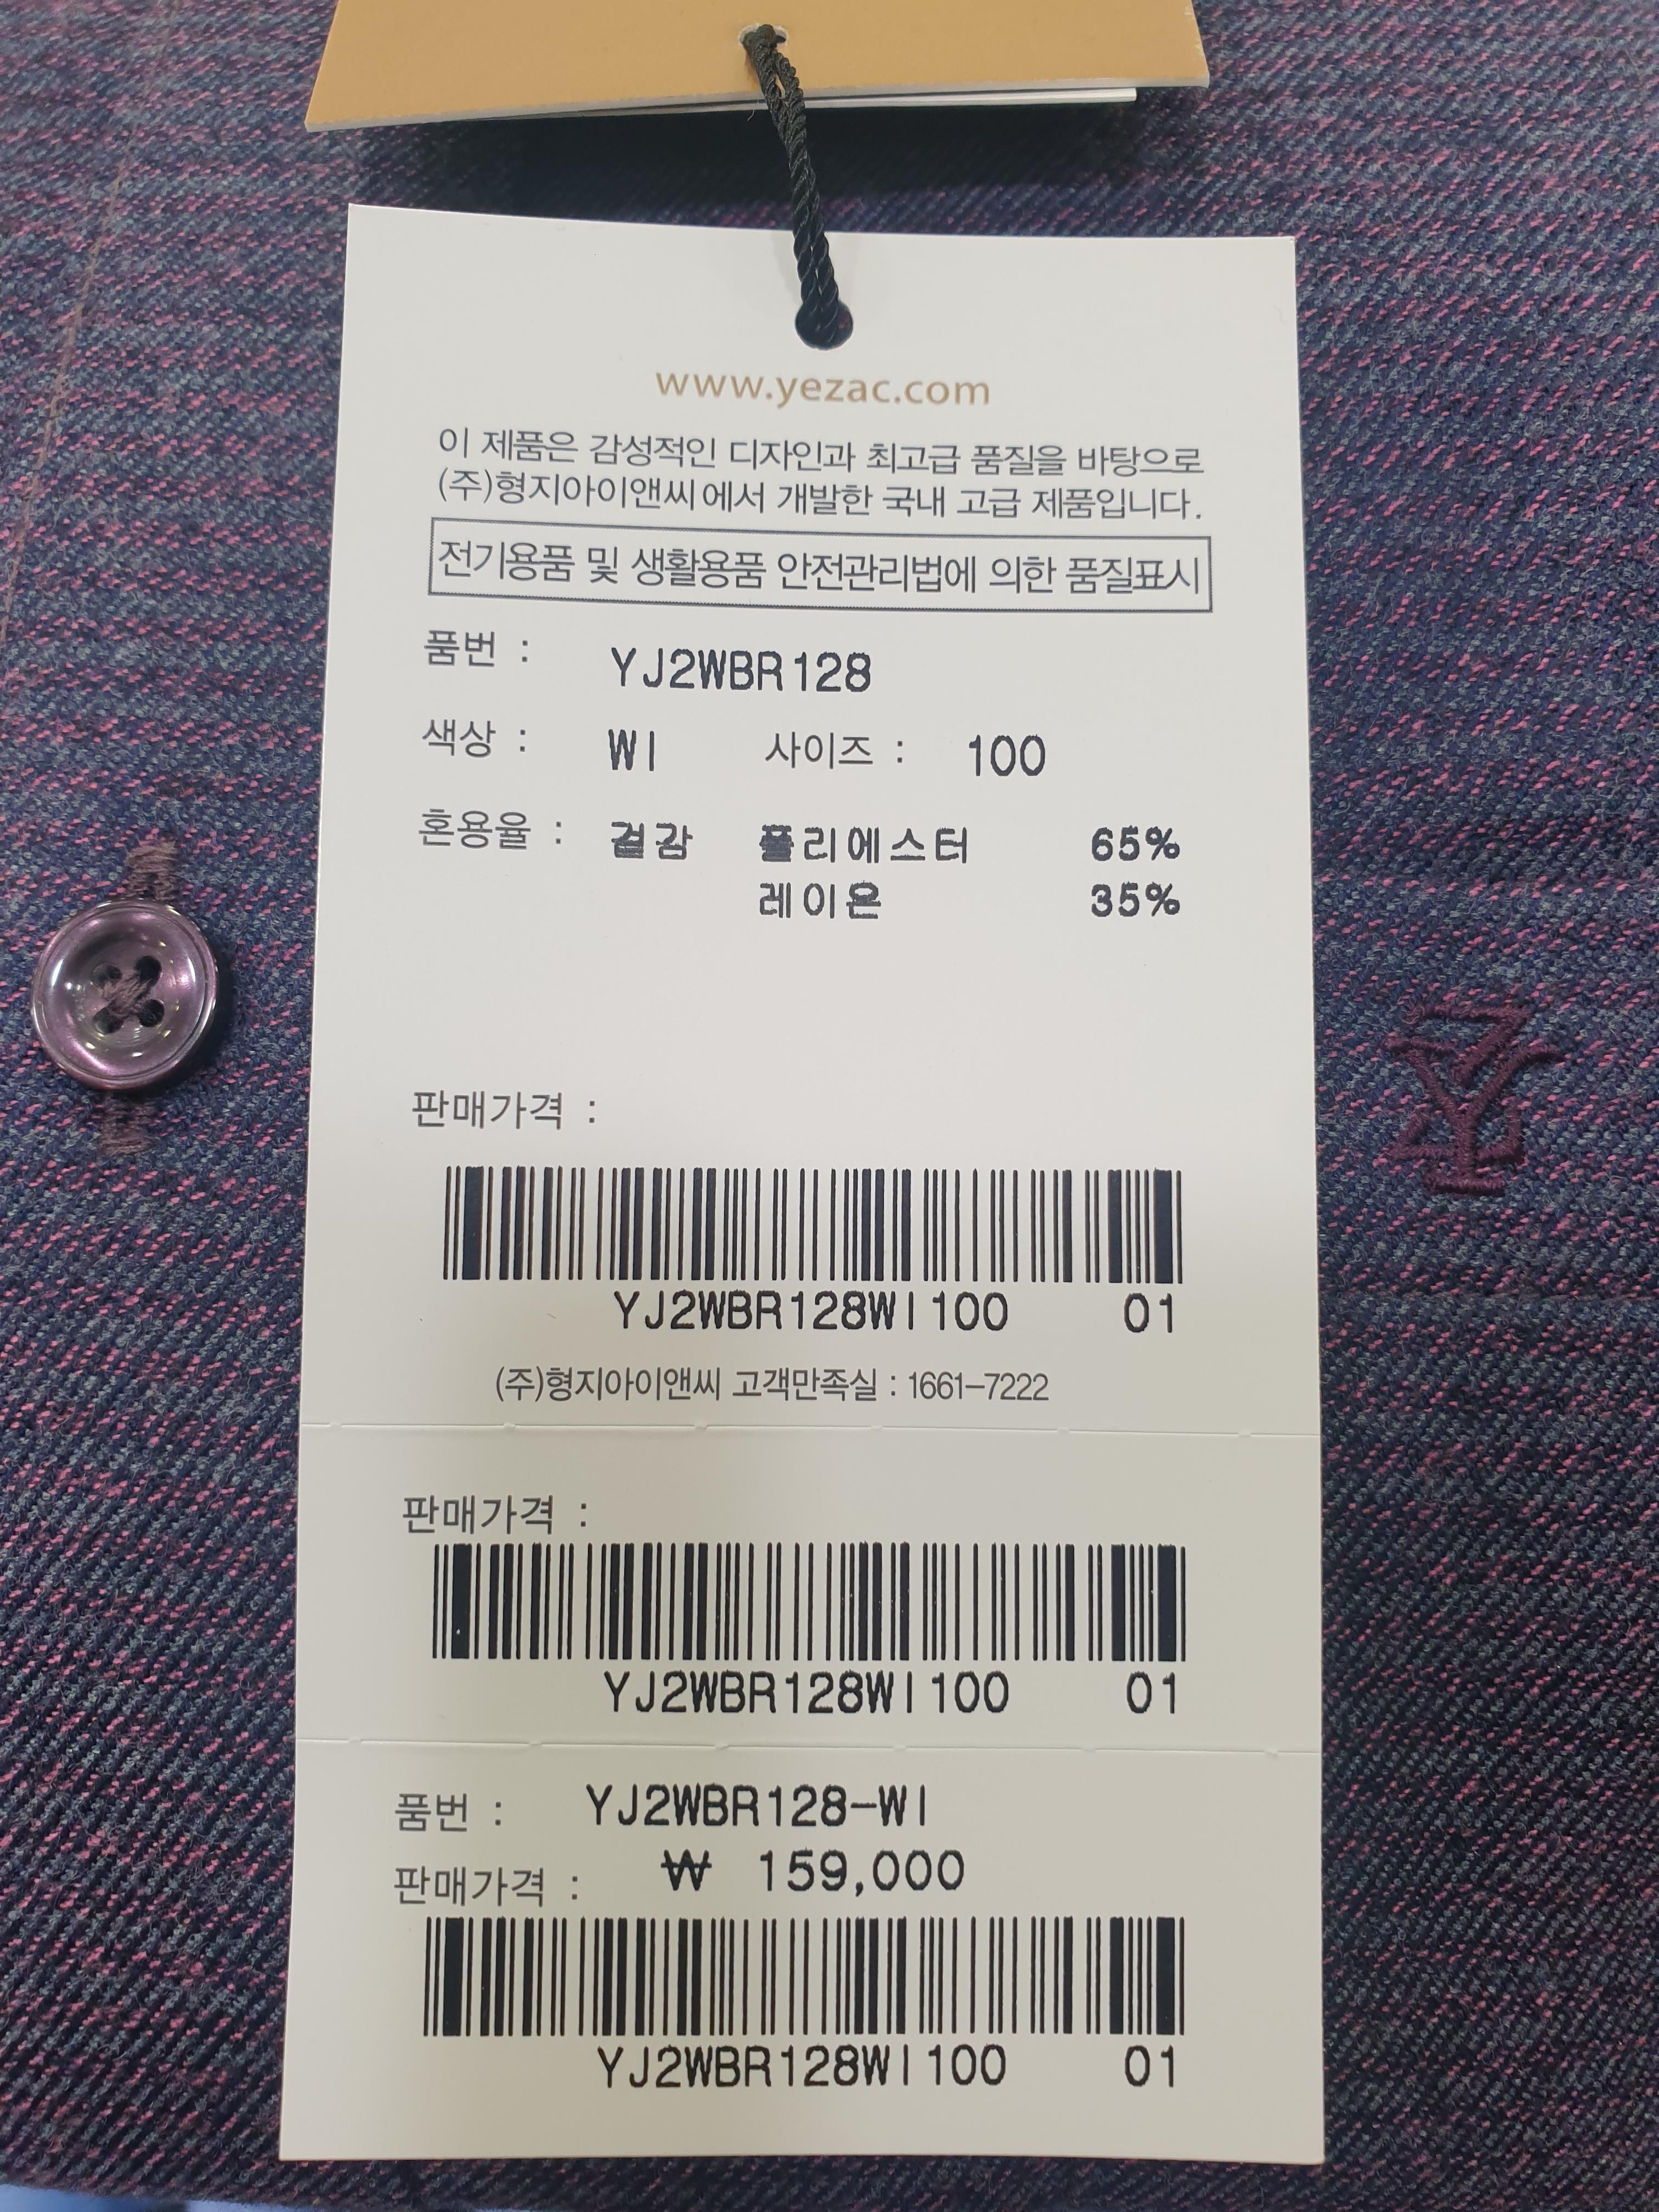 www.yezac.com
이 제품은 감성적인 디자인과 최고급 품질을 바탕으로
(주)형지아이앤씨에서 개발한 국내 고급 제품입니다.
전기용품 및 생활용품 안전관리법에 의한 품질표시
품번 : YJ2WBR128
색상 : WI 사이즈 : 100
혼용율 : 겉감 폴리에스터 65%
레이온 35%
판매가격 :
YJ2WBR128WI100 01
(주)형지아이앤씨 고객만족실 : 1661-7222
판매가격 :
YJ2WBR128WI100 01
품번 : YJ2WBR128-WI
판매가격 : ₩ 159,000
YJ2WBR128WI100 01